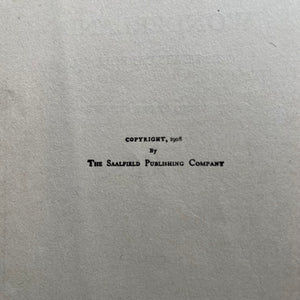 COPYRIGHT, 1908
By
THE SAALFIELD PUBLISHING COMPANY